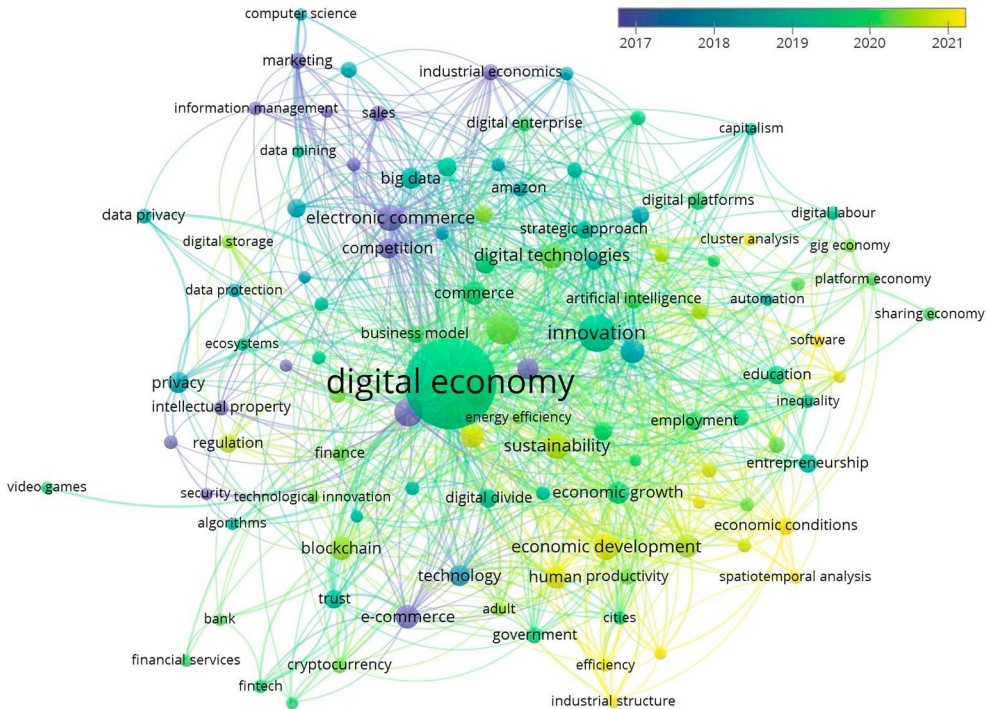 computer science
2017 2018 2019 2020 2021
marketing
industrial economics
information management
sales
digital enterprise
capitalism
data mining
big data
amazon
digital platforms
data privacy
electronic commerce
digital labour
strategic approach
digital storage
competition
digital technologies
cluster analysis
gig economy
platform economy
data protection
commerce
artificial intelligence
automation
sharing economy
business model
innovation
software
ecosystems
privacy
digital economy
education
intellectual property
energy efficiency
employment
inequality
regulation
finance
sustainability
entrepreneurship
video games
security
technological innovation
digital divide
economic growth
algorithms
economic conditions
blockchain
economic development
technology
human
productivity
spatiotemporal analysis
trust
adult
bank
e-commerce
cities
government
financial services
cryptocurrency
efficiency
fintech
industrial structure